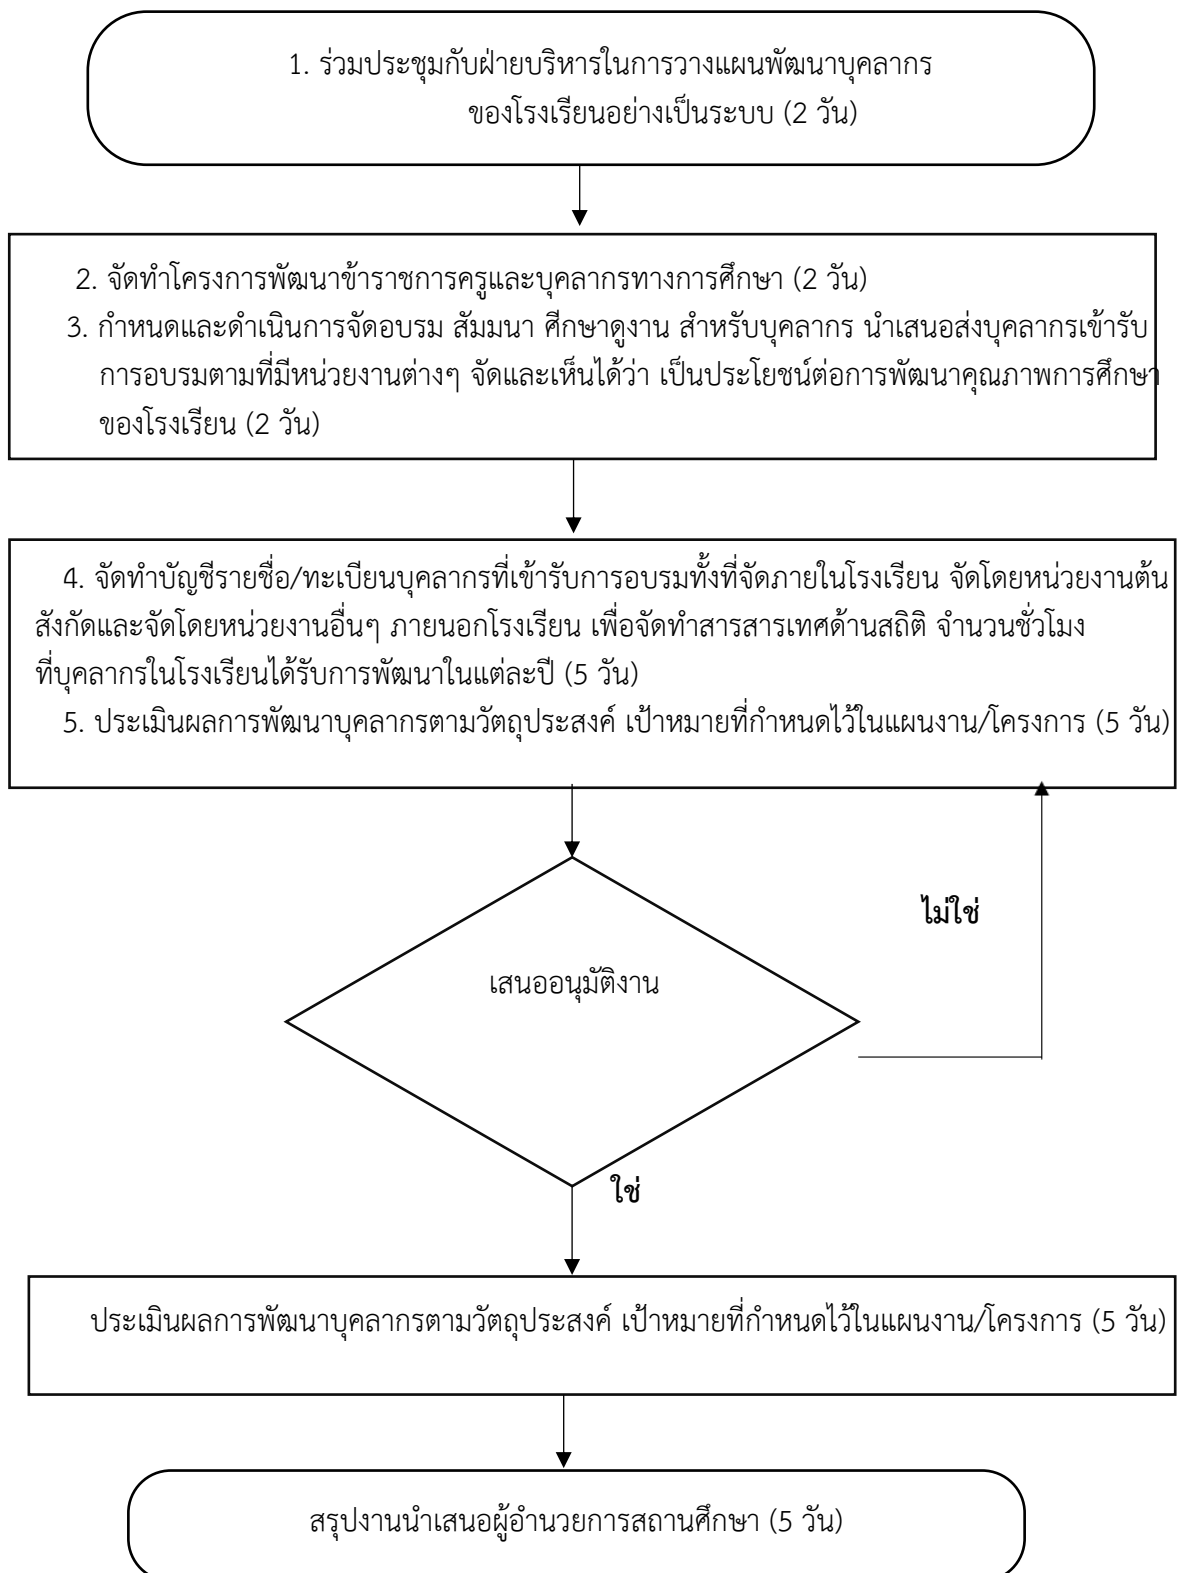 1. ร่วมประชุมกับฝ่ายบริหารในการวางแผนพัฒนาบุคลากร
ของโรงเรียนอย่างเป็นระบบ (2 วัน)
2. จัดทำโครงการพัฒนาข้าราชการครูและบุคลากรทางการศึกษา (2 วัน)
3. กำหนดและดำเนินการจัดอบรม สัมมนา ศีกษาดูงาน สำหรับบุคลากร นำเสนอส่งบุคลากรเข้ารับ
การอบรมตามที่มีหน่วยงานต่างๆ จัดและเห็นได้ว่า เป็นประโยชน์ต่อการพัฒนาคุณภาพการศึกษา
ของโรงเรียน (2 วัน)
4. จัดทำบัญชีรายชื่อ/ทะเบียนบุคลากรที่เข้ารับการอบรมทั้งที่จัดภายในโรงเรียน จัดโดยหน่วยงานต้น
สังกัดและจัดโดยหน่วยงานอื่นๆ ภายนอกโรงเรียน เพื่อจัดทำสารสารเทศด้านสถิติ จำนวนชั่วโมง
ที่บุคลากรในโรงเรียนได้รับการพัฒนาในแต่ละปี (5 วัน)
5. ประเมินผลการพัฒนาบุคลากรตามวัตถุประสงค์ เป้าหมายที่กำหนดไว้ในแผนงาน/โครงการ (5 วัน)
ไม่ใช่
เสนออนุมัติงาน
ใช่
ประเมินผลการพัฒนาบุคลากรตามวัตถุประสงค์ เป้าหมายที่กำหนดไว้ในแผนงาน/โครงการ (5 วัน)
สรุปงานนำเสนอผู้อำนวยการสถานศึกษา (5 วัน)